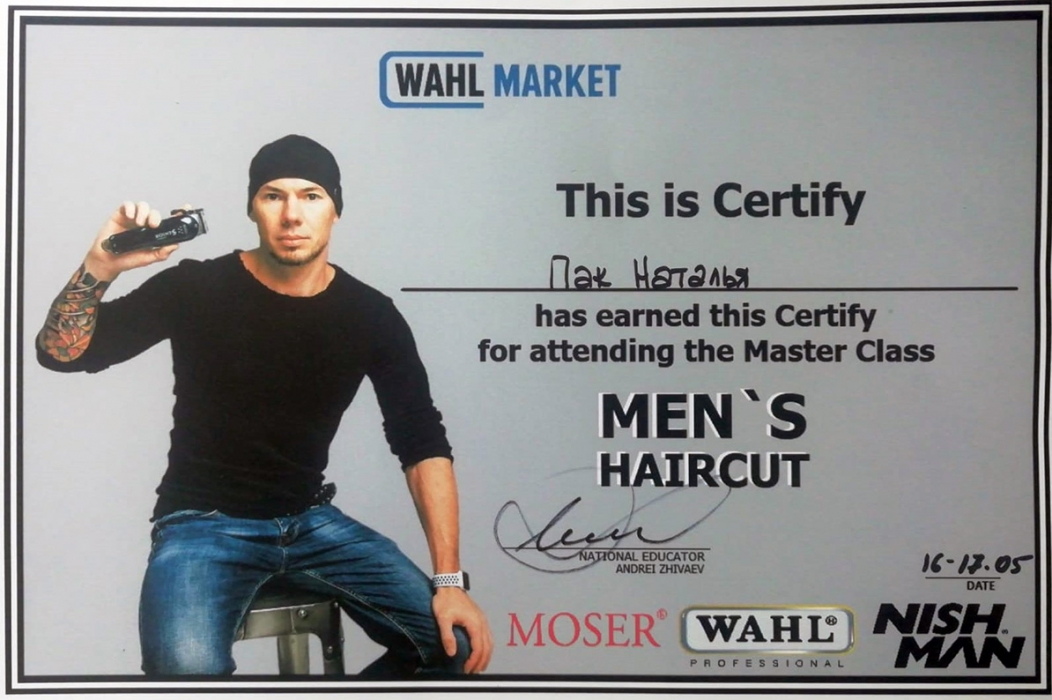 WAHL MARKET
This is Certify
Пак Наталья
has earned this Certify
for attending the Master Class
MEN`S
HAIRCUT
NATIONAL EDUCATOR
ANDREI ZHIVAEV
16-17.05
DATE
MOSER®
WAHL®
PROFESSIONAL
NISH
MAN